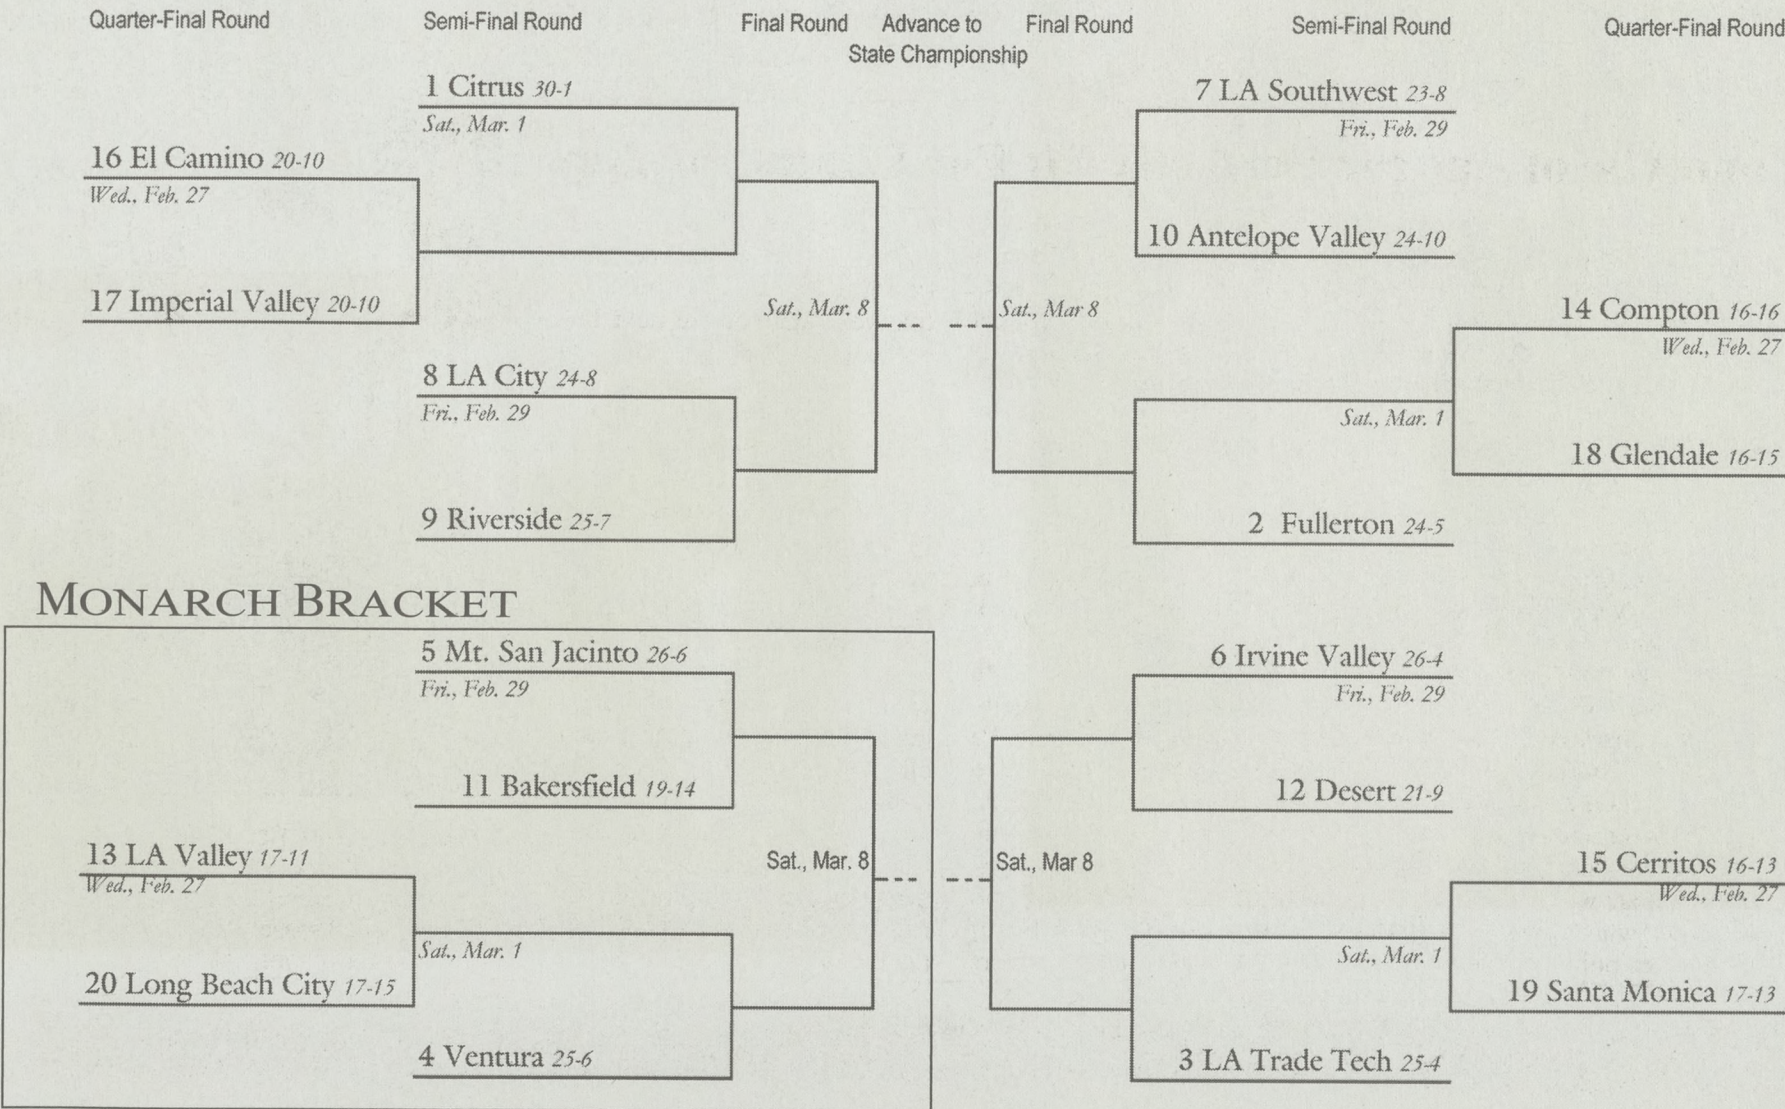 Quarter-Final Round
Semi-Final Round
Final Round
Advance to
State Championship
Final Round
Semi-Final Round
Quarter-Final Round
1 Citrus 30-1
Sat., Mar. 1
16 El Camino 20-10
Wed., Feb. 27
17 Imperial Valley 20-10
8 LA City 24-8
Fri., Feb. 29
9 Riverside 25-7
Sat., Mar. 8
7 LA Southwest 23-8
Fri., Feb. 29
10 Antelope Valley 24-10
Sat., Mar 8
14 Compton 16-16
Wed., Feb. 27
Sat., Mar. 1
18 Glendale 16-15
2 Fullerton 24-5
MONARCH BRACKET
5 Mt. San Jacinto 26-6
Fri., Feb. 29
11 Bakersfield 19-14
13 LA Valley 17-11
Wed., Feb. 27
Sat., Mar. 8
Sat., Mar. 1
20 Long Beach City 17-15
4 Ventura 25-6
6 Irvine Valley 26-4
Fri., Feb. 29
12 Desert 21-9
Sat., Mar 8
15 Cerritos 16-13
Wed., Feb. 27
Sat., Mar. 1
19 Santa Monica 17-13
3 LA Trade Tech 25-4